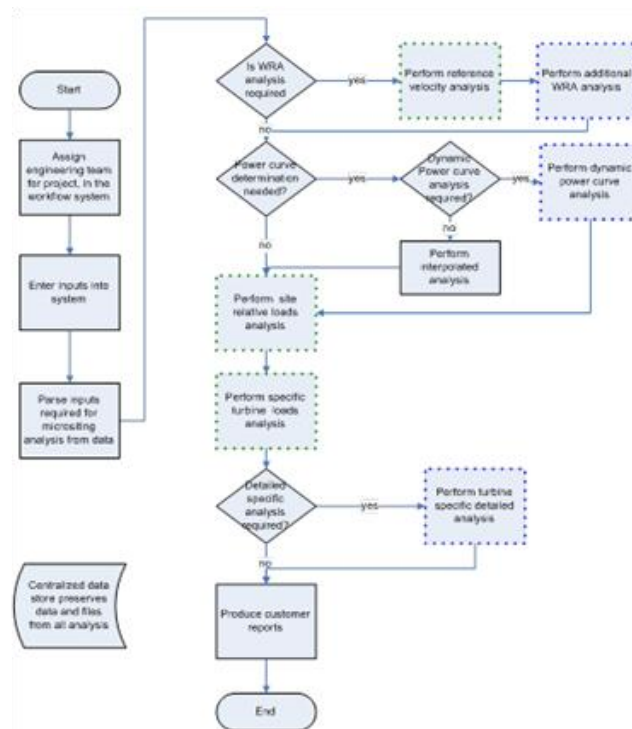 Start
Assign
engineering team
for project, in the
workflow system
Enter inputs into
system
Parse inputs
required for
micrositing
analysis from data
Centralized data
store preserves
data and files
from all analysis
Is WRA
analysis
required
yes
Perform reference
velocity analysis
Perform additional
WRA analysis
no
Power curve
determination
needed?
yes
Dynamic
Power curve
analysis
required?
yes
Perform dynamic
power curve
analysis
no
no
Perform
interpolated
analysis
Perform site
relative loads
analysis
Perform specific
turbine loads
analysis
Detailed
specific
analysis
required?
yes
Perform turbine
specific detailed
analysis
no
Produce customer
reports
End